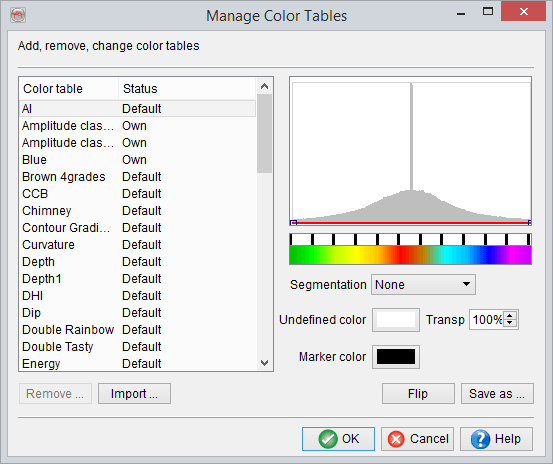 Manage Color Tables
Add, remove, change color tables
Color table Status
AI Default
Amplitude clas... Own
Amplitude clas... Own
Blue Own
Brown 4grades Default
CCB Default
Chimney Default
Contour Gradi... Default
Curvature Default
Depth Default
Depth1 Default
DHI Default
Dip Default
Double Rainbow Default
Double Tasty Default
Energy Default
Segmentation None
Undefined color Transp 100%
Marker color
Remove ... Import ... Flip Save as ...
OK Cancel Help